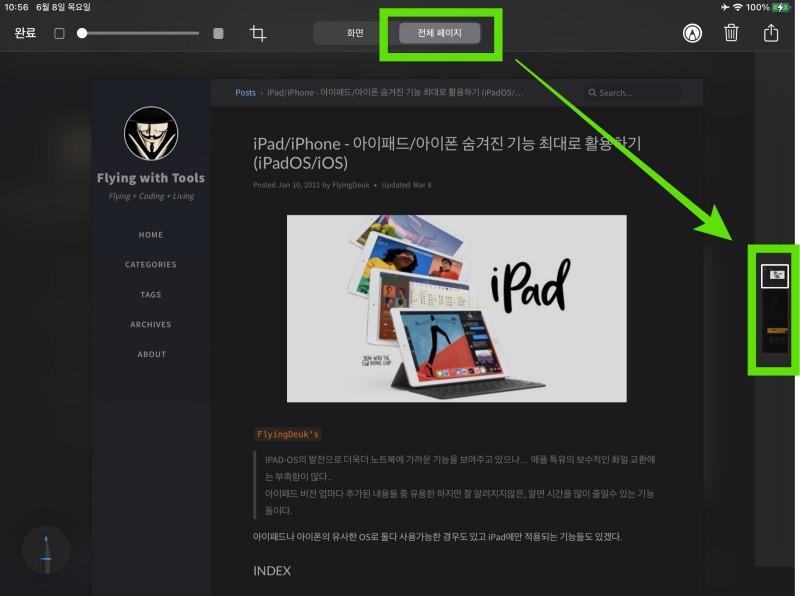 10:56 6월 8일 목요일
100%
완료
화면
전체 페이지
Posts › iPad/iPhone - 아이패드/아이폰 숨겨진 기능 최대로 활용하기 (iPadOS/…
Search...
iPad/iPhone - 아이패드/아이폰 숨겨진 기능 최대로 활용하기
(iPadOS/iOS)
Posted Jan 10, 2021 by FlyingDeuk • Updated Mar 8
Flying with Tools
Flying + Coding + Living
HOME
CATEGORIES
TAGS
ARCHIVES
ABOUT
iPad
NOW WITH THE
A12 BIONIC CHIP
FlyingDeuk's
IPAD-OS의 발전으로 더욱더 노트북에 가까운 기능을 보여주고 있으나... 애플 특유의 보수적인 화일 교환에
는 부족함이 많다..
아이패드 버전 업마다 추가된 내용들 중 유용한 하지만 잘 알려지지않은, 알면 시간을 많이 줄일수 있는 기능
들이다.
아이패드나 아이폰의 유사한 OS로 둘다 사용가능한 경우도 있고 iPad에만 적용되는 기능들도 있겠다.
INDEX